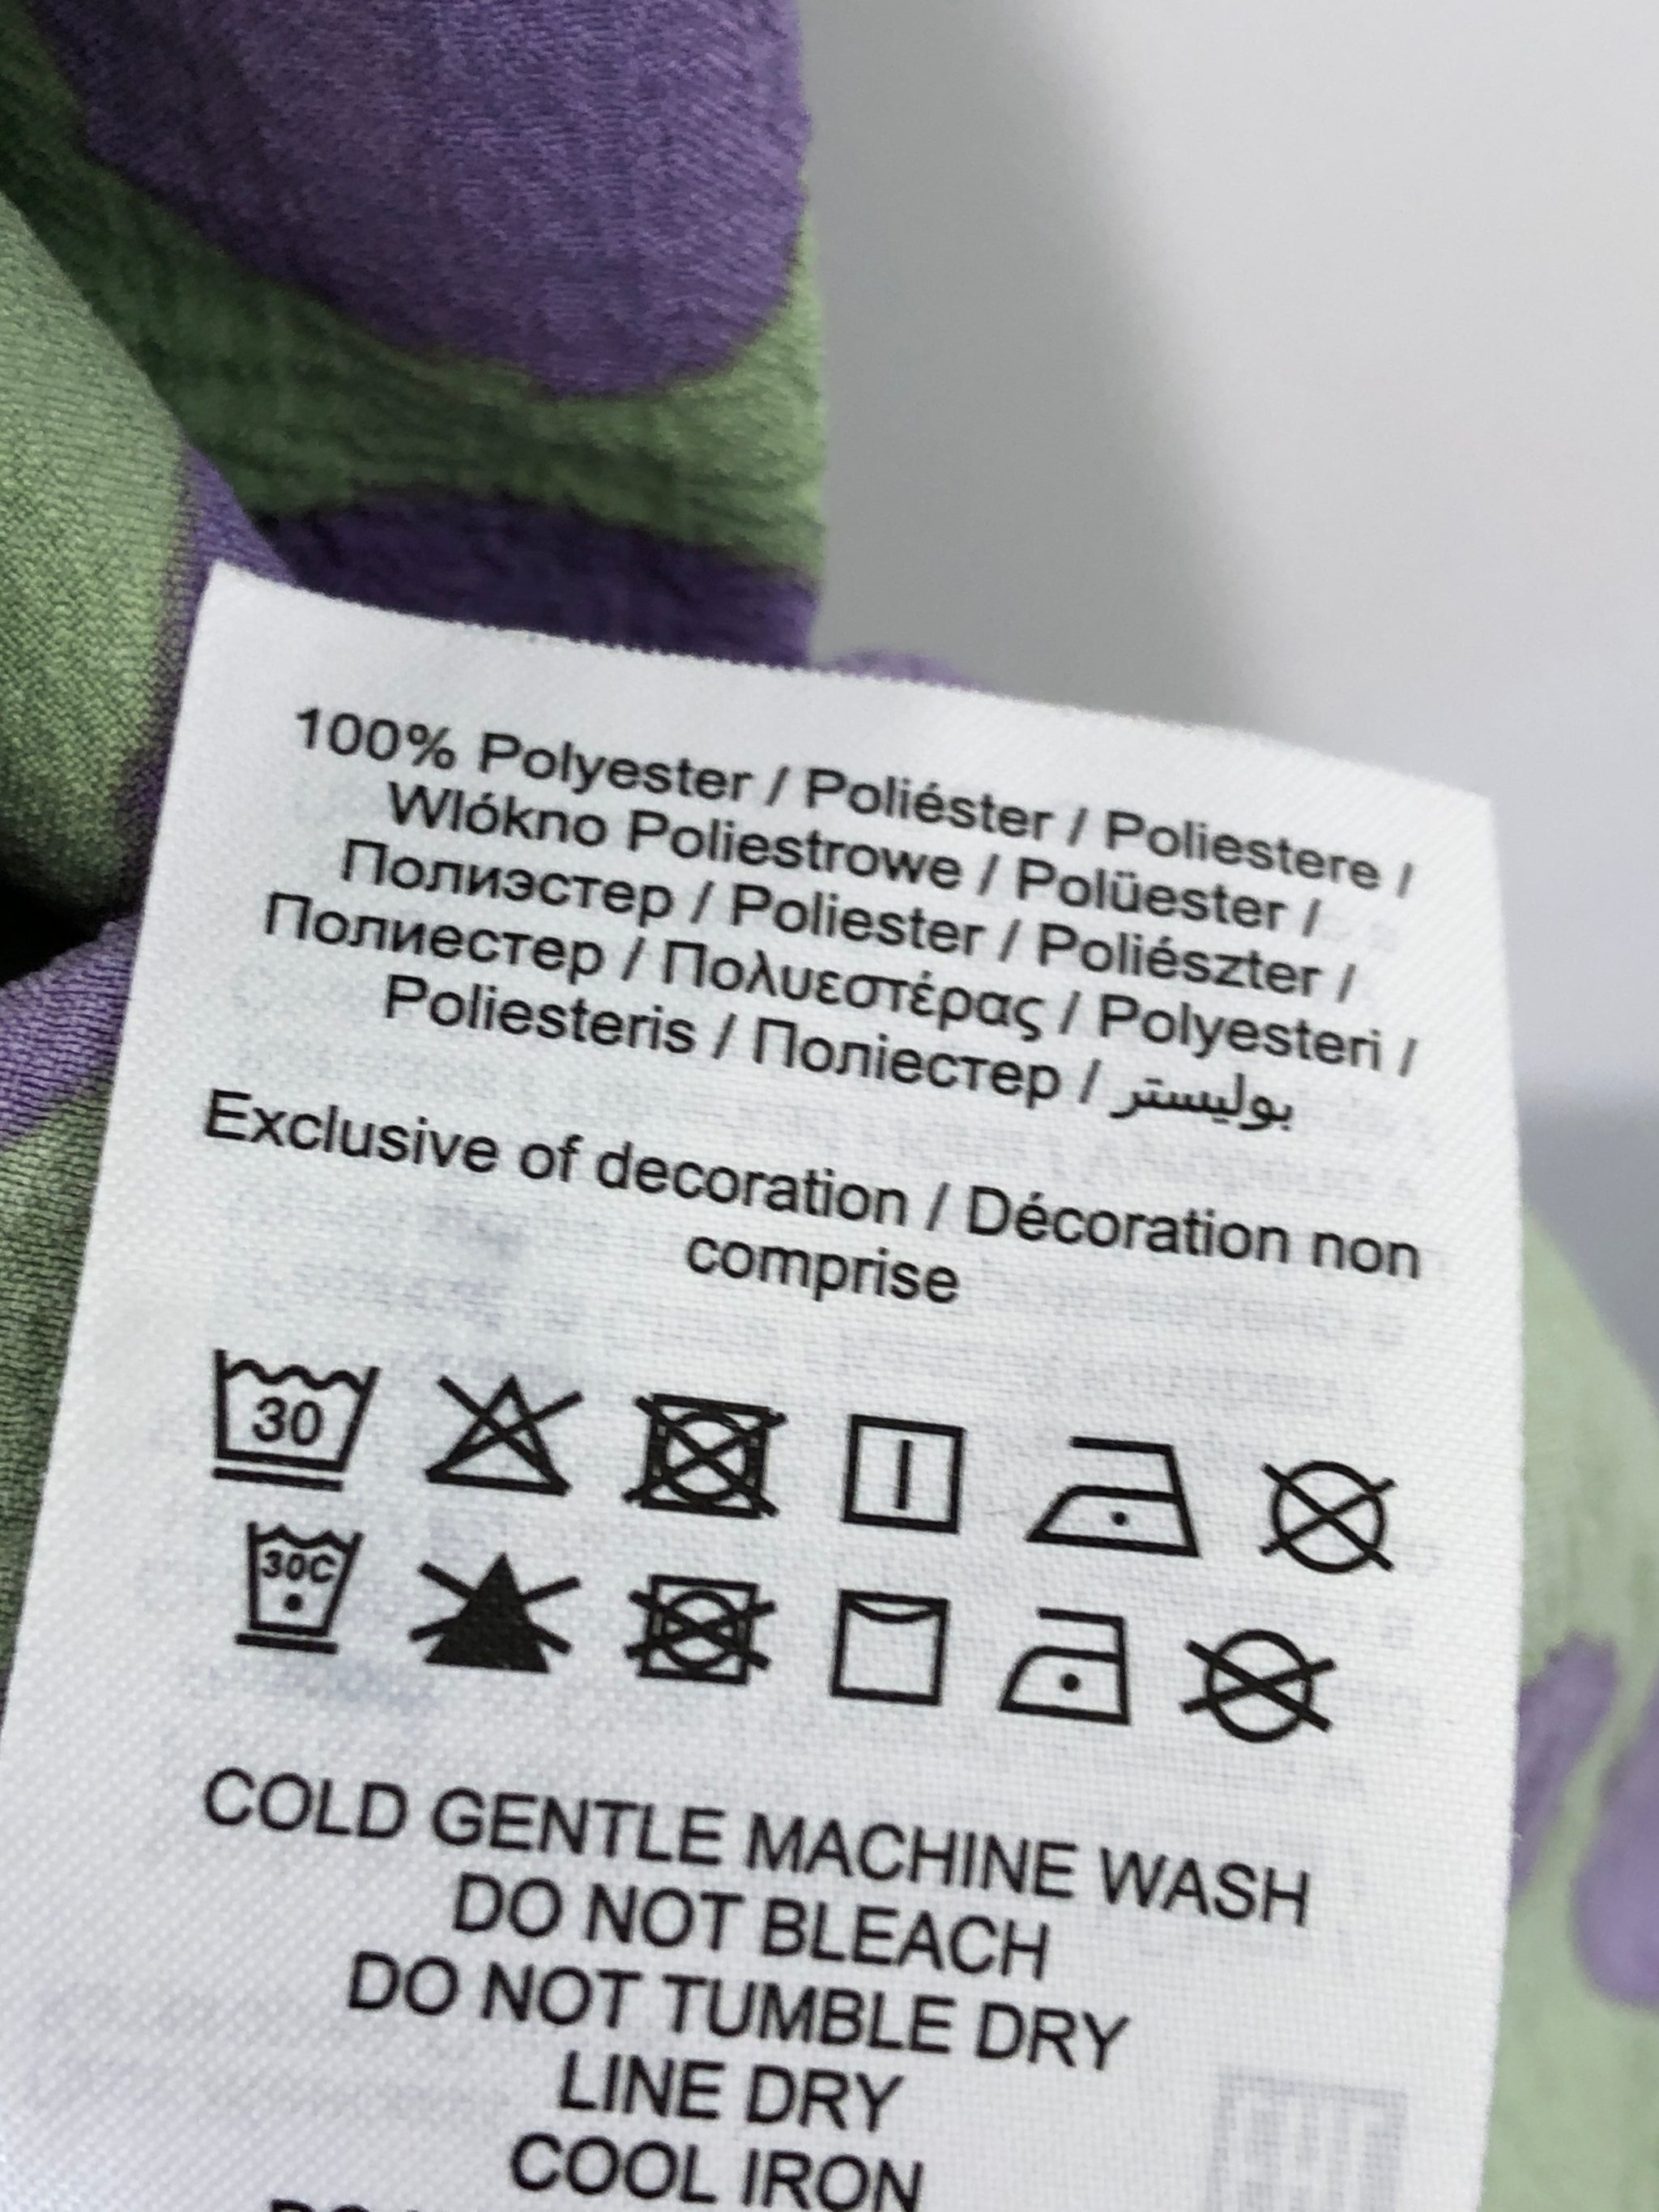 100% Polyester / Poliéster / Poliestere /
Wlókno Poliestrowe / Polüester /
Полиэстер / Poliester / Poliészter /
Полиестер / Πολυεστέρας / Polyesteri /
Poliesteris / Поліестер / بوليستر
Exclusive of decoration / Décoration non
comprise
30
30C
COLD GENTLE MACHINE WASH
DO NOT BLEACH
DO NOT TUMBLE DRY
LINE DRY
COOL IRON